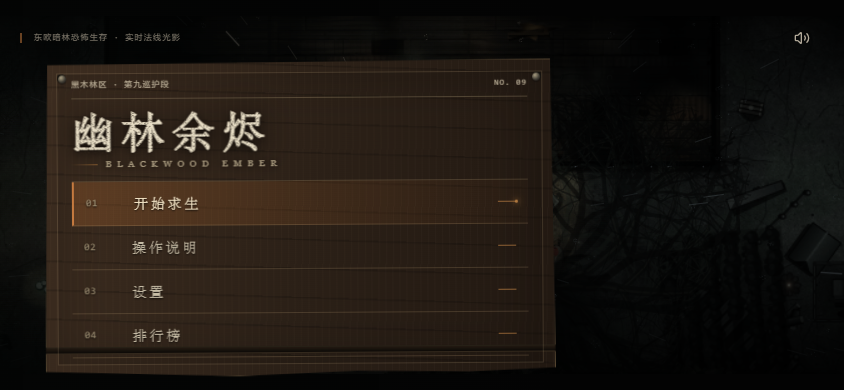 东欧暗林恐怖生存 · 实时法线光影
黑木林区 · 第九巡护段
NO. 09
幽林余烬
BLACKWOOD EMBER
01 开始求生
02 操作说明
03 设置
04 排行榜